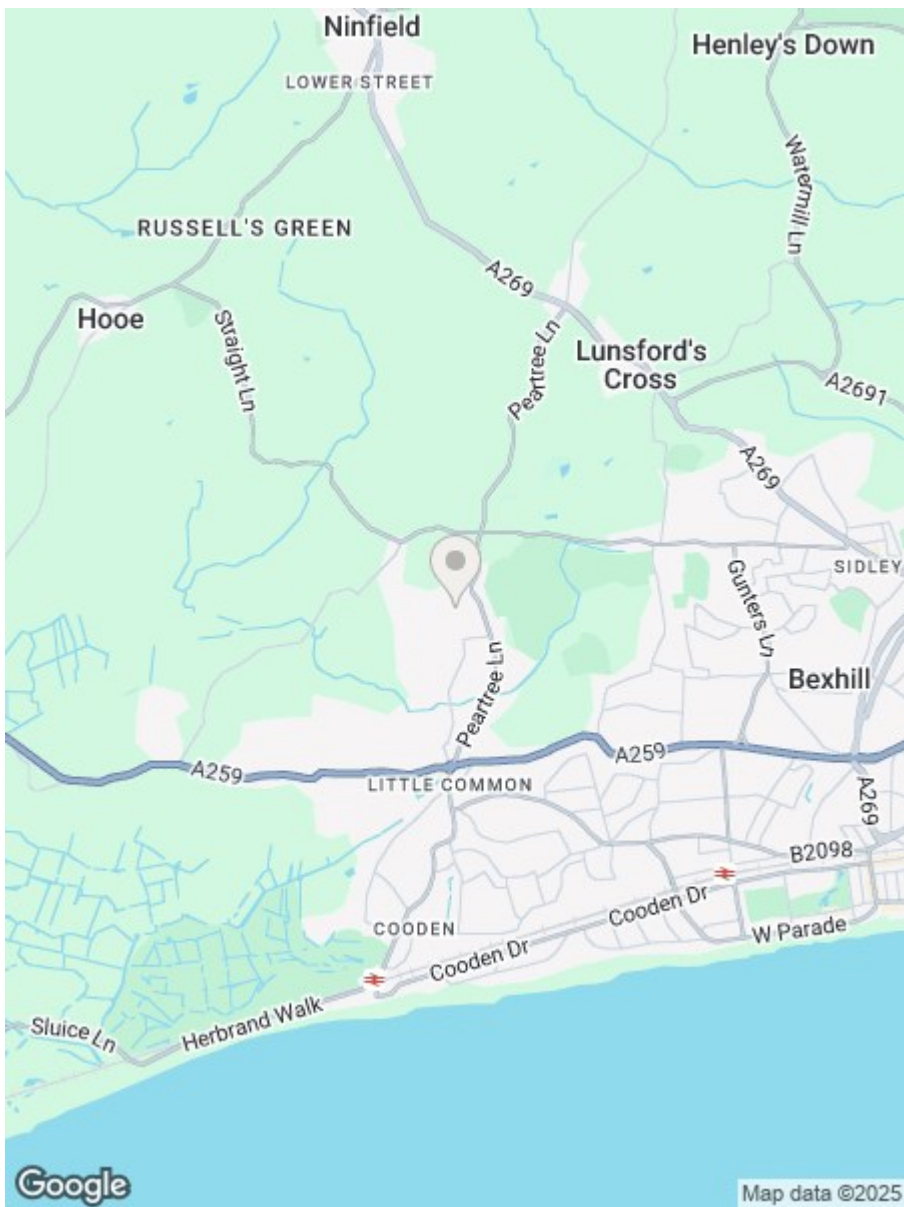 Ninfield
Henley's Down
LOWER STREET
Watermill Ln
RUSSELL'S GREEN
A269
Hooe
Straight Ln
Peartree Ln
Lunsford's
Cross
A2691
A269
SIDLEY
Gunters Ln
Peartree Ln
Bexhill
A259
A259
LITTLE COMMON
A269
B2098
COODEN
Cooden Dr
W Parade
Cooden Dr
Herbrand Walk
Sluice Ln
Google
Map data ©2025